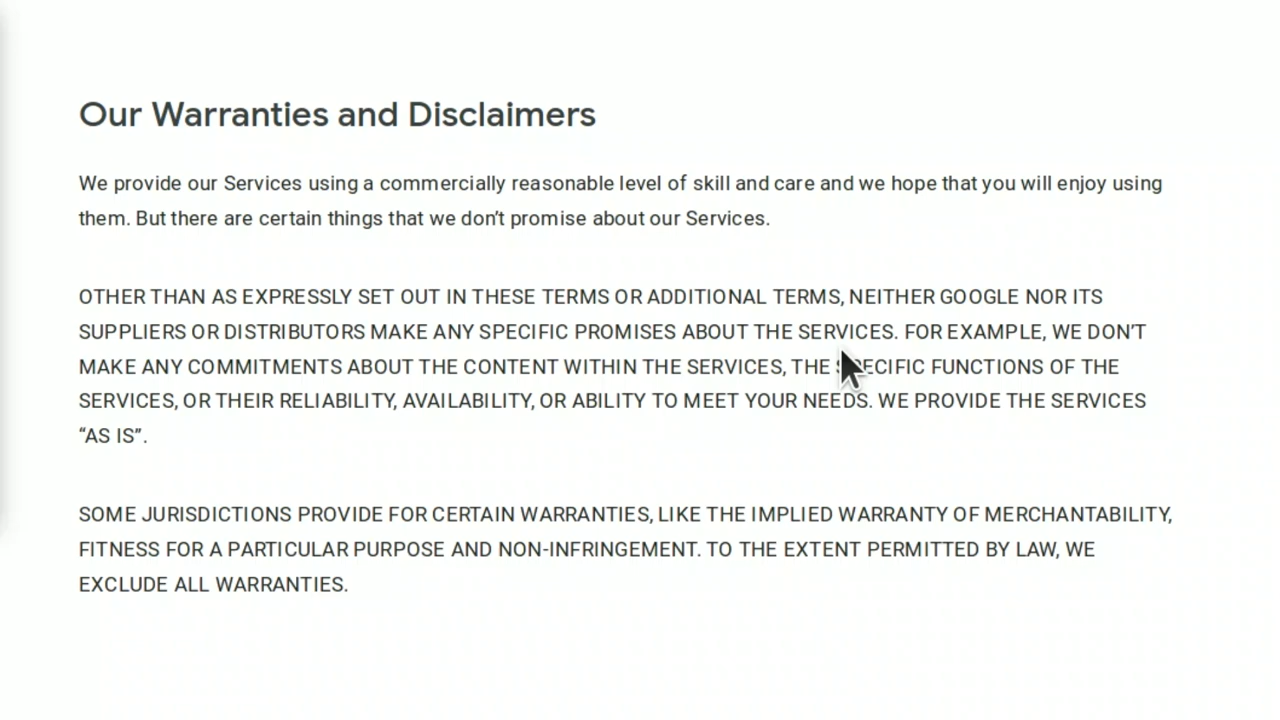 Our Warranties and Disclaimers
We provide our Services using a commercially reasonable level of skill and care and we hope that you will enjoy using
them. But there are certain things that we don’t promise about our Services.
OTHER THAN AS EXPRESSLY SET OUT IN THESE TERMS OR ADDITIONAL TERMS, NEITHER GOOGLE NOR ITS
SUPPLIERS OR DISTRIBUTORS MAKE ANY SPECIFIC PROMISES ABOUT THE SERVICES. FOR EXAMPLE, WE DON’T
MAKE ANY COMMITMENTS ABOUT THE CONTENT WITHIN THE SERVICES, THE SPECIFIC FUNCTIONS OF THE
SERVICES, OR THEIR RELIABILITY, AVAILABILITY, OR ABILITY TO MEET YOUR NEEDS. WE PROVIDE THE SERVICES
“AS IS”.
SOME JURISDICTIONS PROVIDE FOR CERTAIN WARRANTIES, LIKE THE IMPLIED WARRANTY OF MERCHANTABILITY,
FITNESS FOR A PARTICULAR PURPOSE AND NON-INFRINGEMENT. TO THE EXTENT PERMITTED BY LAW, WE
EXCLUDE ALL WARRANTIES.